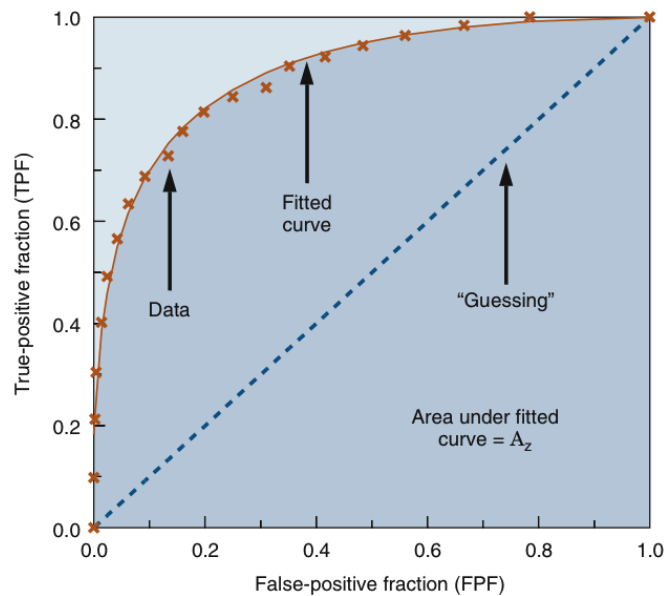 1.0
0.8
0.6
0.4
0.2
0.0
True-positive fraction (TPF)
Data
Fitted
curve
“Guessing”
Area under fitted
curve = Az
0.0
0.2
0.4
0.6
0.8
1.0
False-positive fraction (FPF)